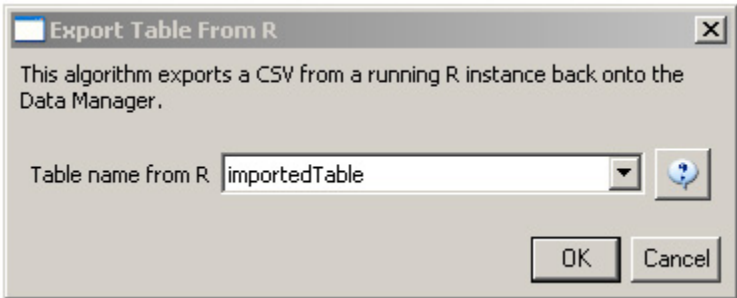 Export Table From R
This algorithm exports a CSV from a running R instance back onto the
Data Manager.
Table name from R importedTable
OK Cancel